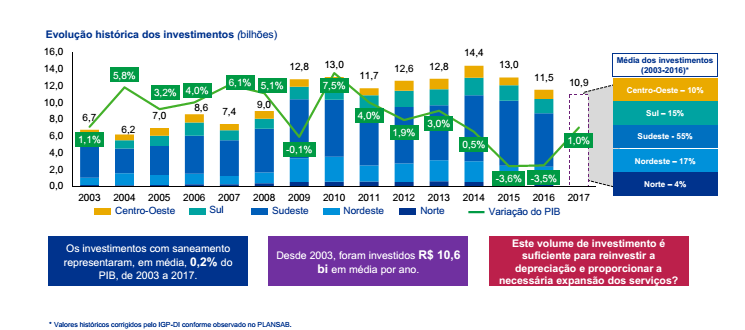 Evolução histórica dos investimentos (bilhões)
16,0
14,0
12,0
10,0
8,0
6,0
4,0
2,0
0,0
6,7
6,2
7,0
8,6
7,4
9,0
12,8
13,0
11,7
12,6
12,8
14,4
13,0
11,5
10,9
1,1%
5,8%
3,2%
4,0%
6,1%
5,1%
-0,1%
7,5%
4,0%
1,9%
3,0%
0,5%
-3,6%
-3,5%
1,0%
2003 2004 2005 2006 2007 2008 2009 2010 2011 2012 2013 2014 2015 2016 2017
Centro-Oeste Sul Sudeste Nordeste Norte Variação do PIB
Média dos investimentos
(2003-2016)*
Centro-Oeste – 10%
Sul – 15%
Sudeste - 55%
Nordeste – 17%
Norte – 4%
Os investimentos com saneamento
representaram, em média, 0,2% do
PIB, de 2003 a 2017.
Desde 2003, foram investidos R$ 10,6
bi em média por ano.
Este volume de investimento é
suficiente para reinvestir a
depreciação e proporcionar a
necessária expansão dos serviços?
* Valores históricos corrigidos pelo IGP-DI conforme observado no PLANSAB.